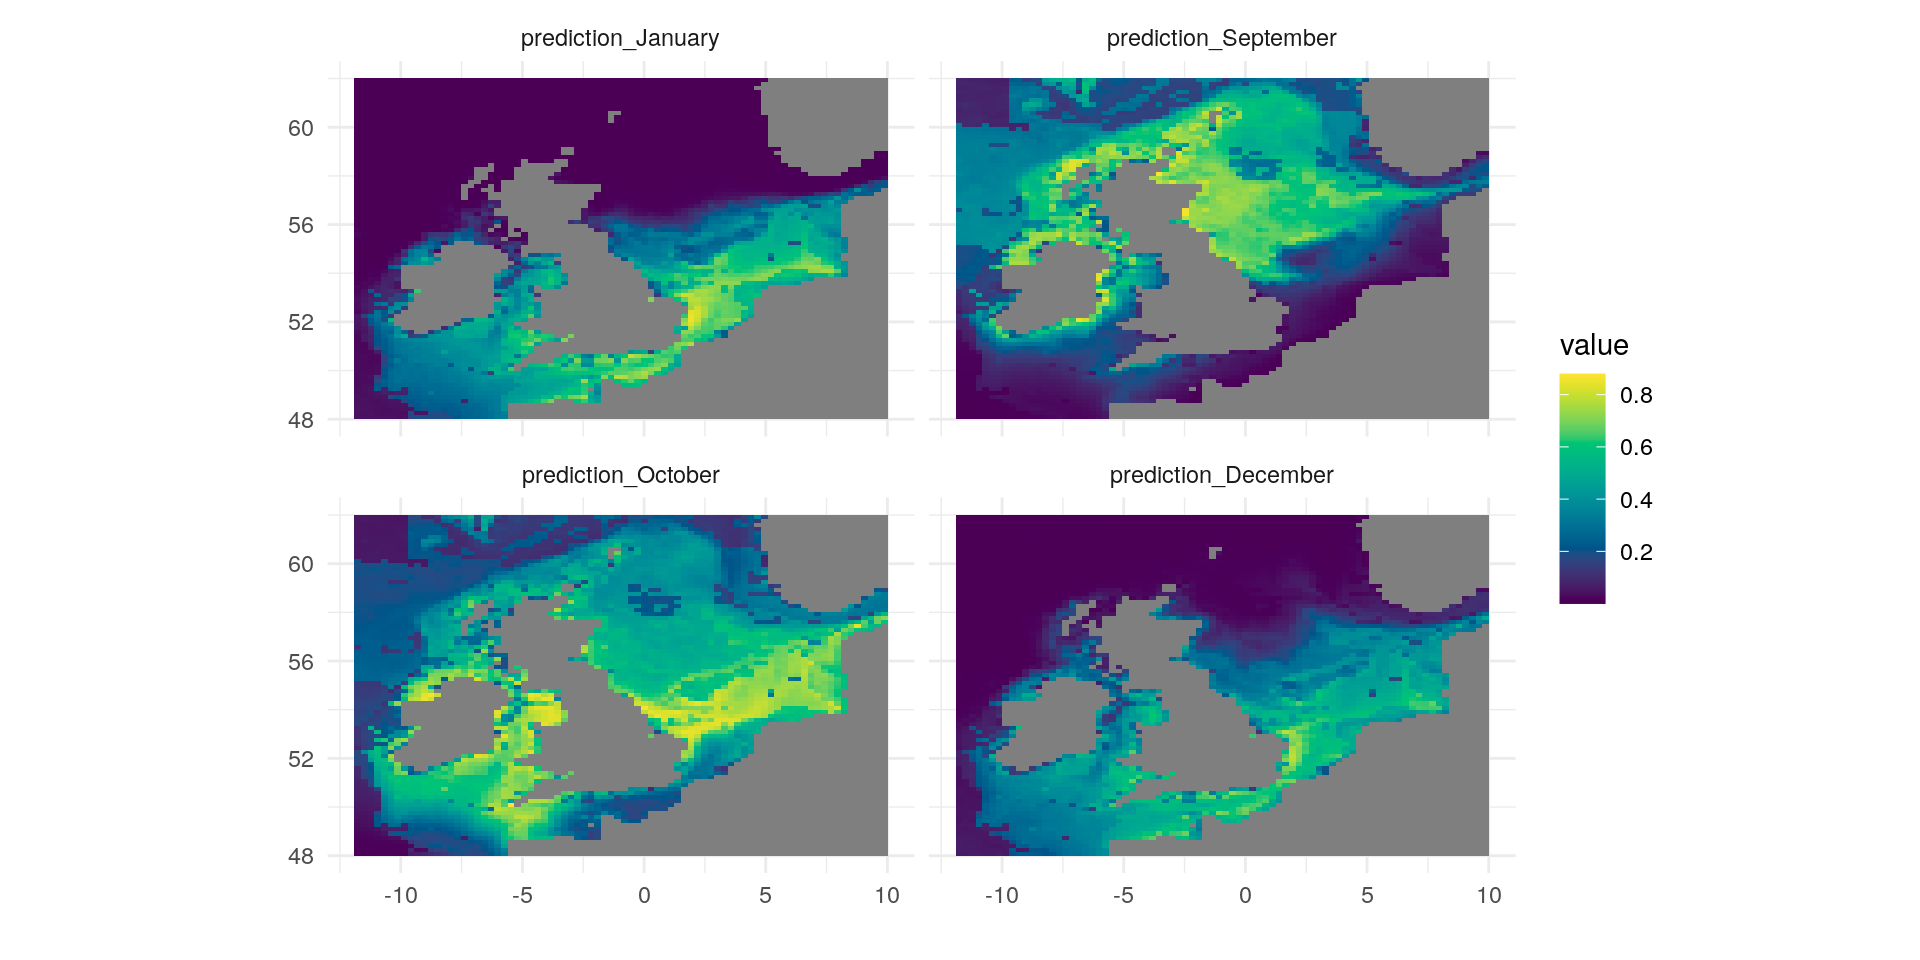 prediction_January
prediction_September
60
56
52
48
prediction_October
prediction_December
60
56
52
48
-10 -5 0 5 10
-10 -5 0 5 10
value
0.8
0.6
0.4
0.2